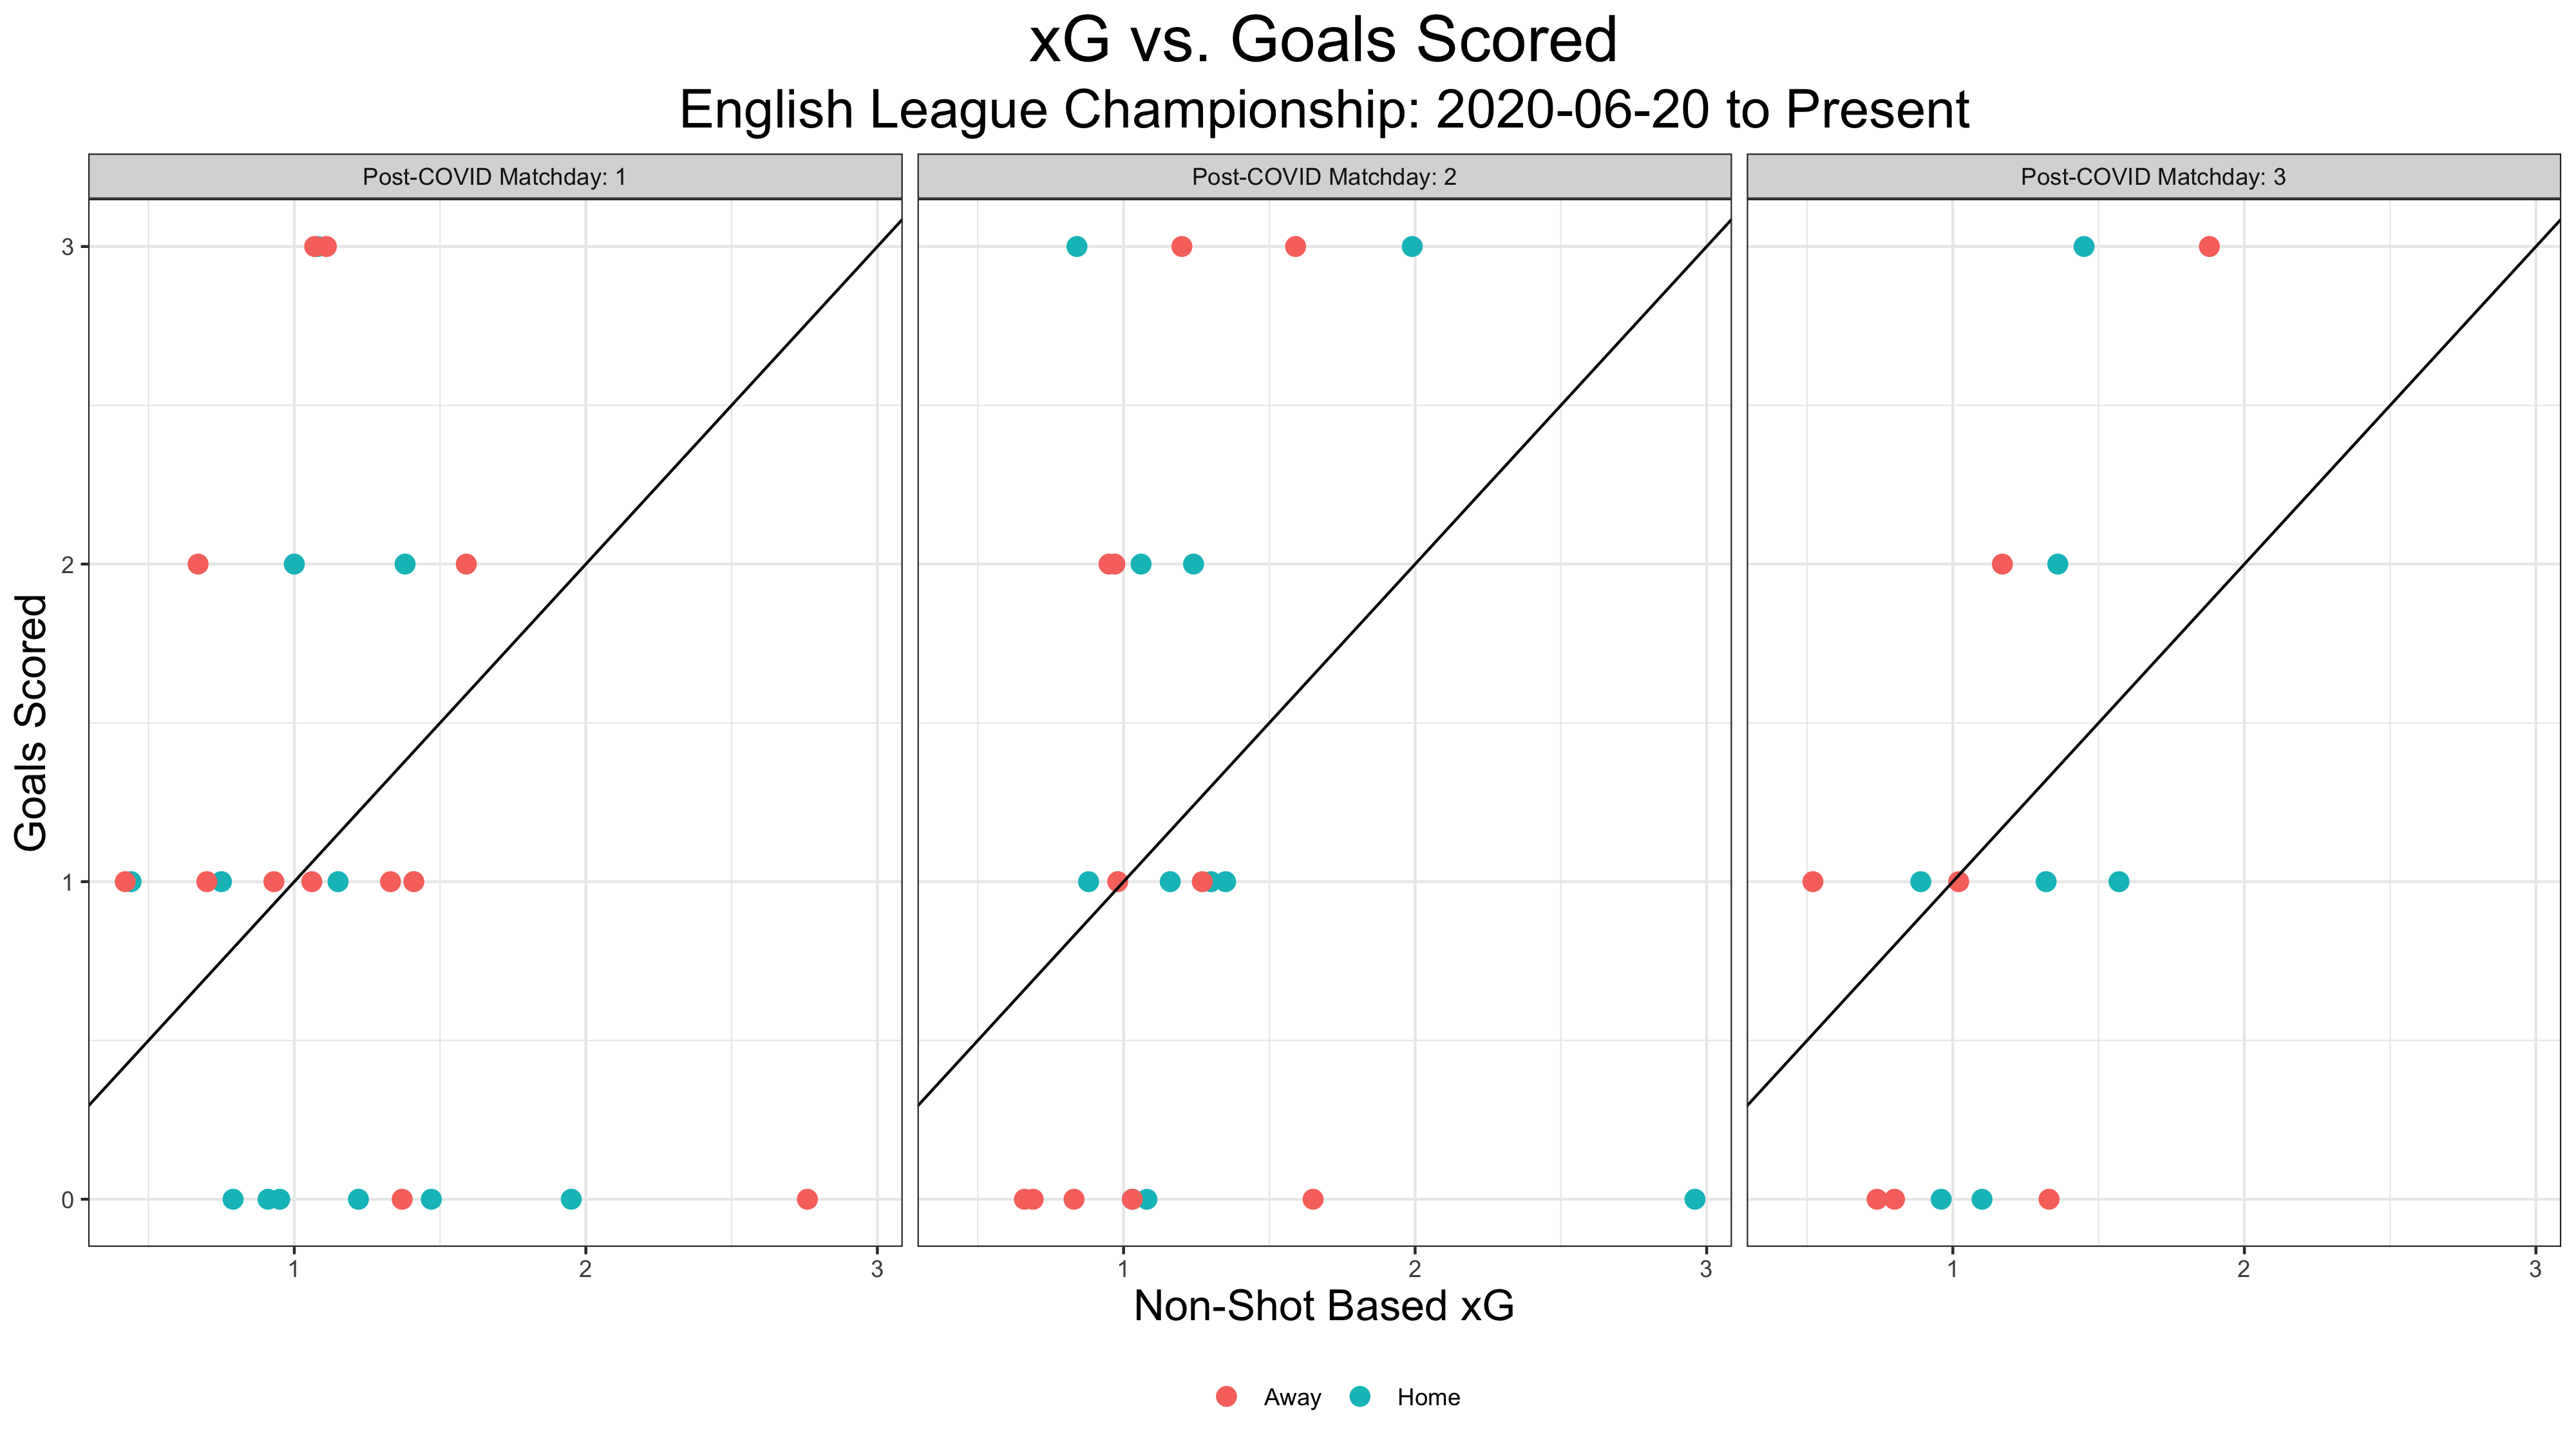 xG vs. Goals Scored
English League Championship: 2020-06-20 to Present
Post-COVID Matchday: 1
Post-COVID Matchday: 2
Post-COVID Matchday: 3
Goals Scored
3
2
1
0
1 2 3
1 2 3
1 2 3
Non-Shot Based xG
Away Home